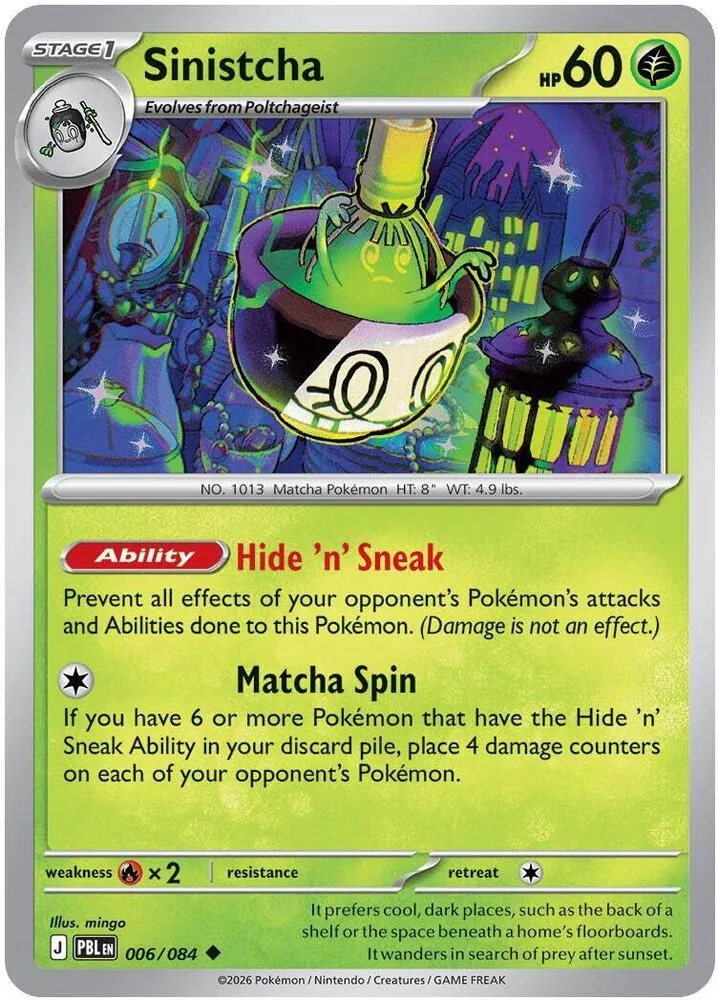 STAGE 1
Sinistcha
HP 60
Evolves from Poltchageist
NO. 1013 Matcha Pokémon HT: 8" WT: 4.9 lbs.
Ability Hide 'n' Sneak
Prevent all effects of your opponent's Pokémon's attacks
and Abilities done to this Pokémon. (Damage is not an effect.)
Matcha Spin
If you have 6 or more Pokémon that have the Hide 'n'
Sneak Ability in your discard pile, place 4 damage counters
on each of your opponent's Pokémon.
weakness ×2 resistance retreat
Illus. mingo
J PBL EN 006/084
It prefers cool, dark places, such as the back of a
shelf or the space beneath a home's floorboards.
It wanders in search of prey after sunset.
©2026 Pokémon / Nintendo / Creatures / GAME FREAK